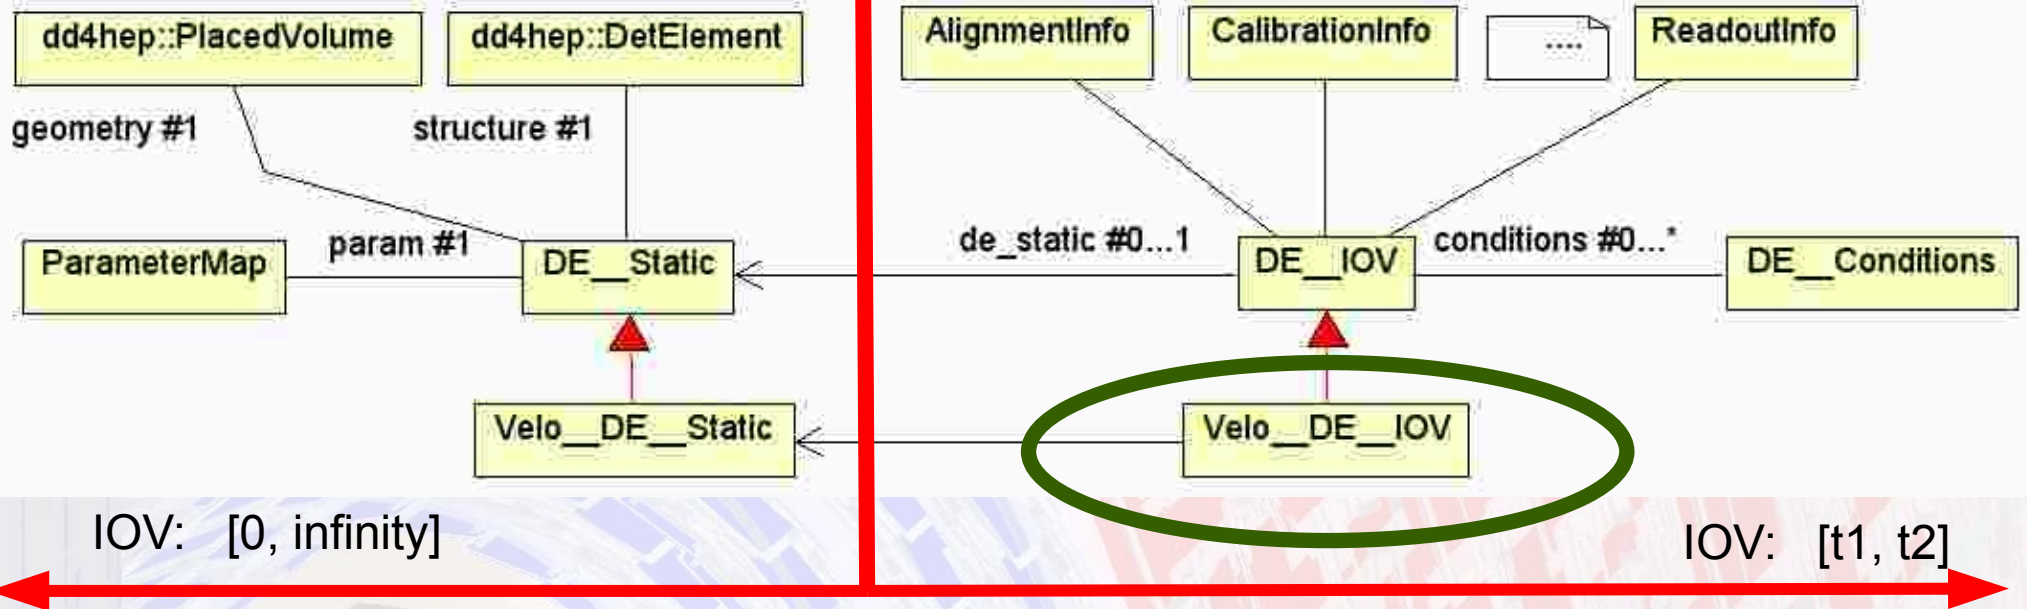 dd4hep::PlacedVolume
dd4hep::DetElement
AlignmentInfo
CalibrationInfo
....
ReadoutInfo
geometry #1
structure #1
ParameterMap
param #1
DE__Static
de_static #0...1
DE__IOV
conditions #0...*
DE__Conditions
Velo__DE__Static
Velo__DE__IOV
IOV: [0, infinity]
IOV: [t1, t2]